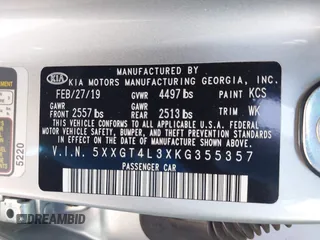 MANUFACTURED BY
KIA KIA MOTORS MANUFACTURING GEORGIA, INC.
FEB/27/19 GVWR 4497 lbs PAINT KCS
GAWR GAWR
FRONT 2557 lbs REAR 2513 lbs TRIM WK
THIS VEHICLE CONFORMS TO ALL APPLICABLE U.S. FEDERAL MOTOR
VEHICLE SAFETY, BUMPER, AND THEFT PREVENTION STANDARDS
IN EFFECT ON THE DATE OF MANUFACTURE SHOWN ABOVE.
V.I.N. 5XXGT4L3XKG355357
PASSENGER CAR
5220
DREAMBID